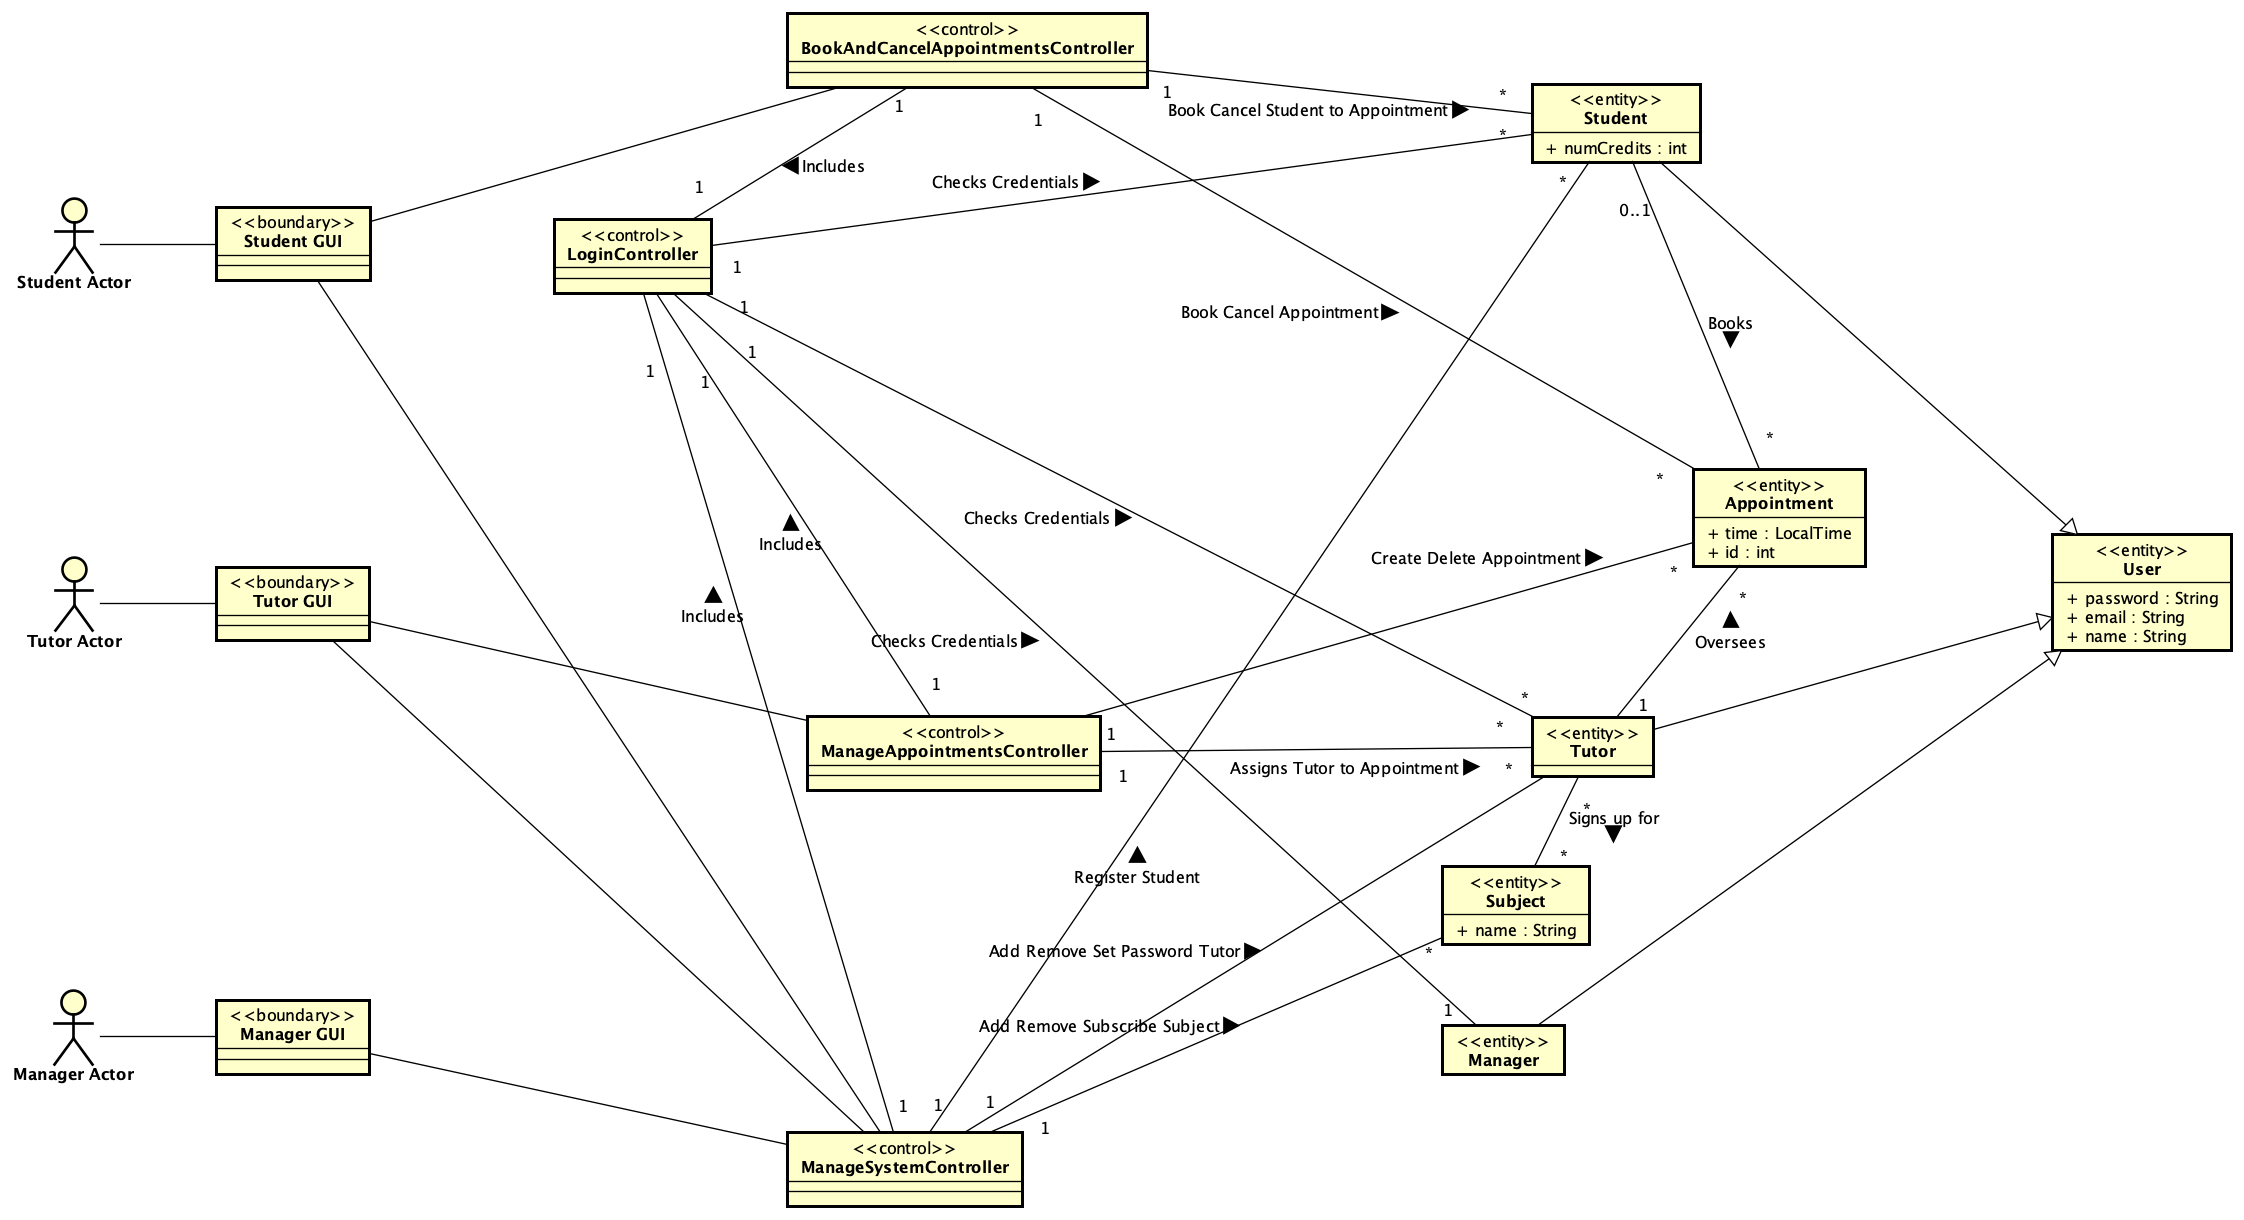 <<control>>
BookAndCancelAppointmentsController
1
1
1
Book Cancel Student to Appointment
*
<<entity>>
Student
+ numCredits : int
*
Includes
Checks Credentials
1
*
0..1
<<boundary>>
Student GUI
Student Actor
<<control>>
LoginController
1
1
1
1
1
Book Cancel Appointment
Books
*
*
<<entity>>
Appointment
+ time : LocalTime
+ id : int
*
*
Checks Credentials
Includes
Includes
Create Delete Appointment
Checks Credentials
Oversees
1
<<entity>>
User
+ password : String
+ email : String
+ name : String
<<boundary>>
Tutor GUI
Tutor Actor
1
<<control>>
ManageAppointmentsController
1
1
*
*
Assigns Tutor to Appointment
*
<<entity>>
Tutor
*
Signs up for
*
<<entity>>
Subject
+ name : String
*
Register Student
Add Remove Set Password Tutor
Add Remove Subscribe Subject
1
<<entity>>
Manager
<<boundary>>
Manager GUI
Manager Actor
1
1
1
1
<<control>>
ManageSystemController